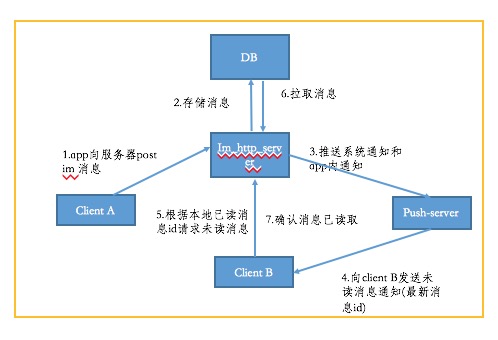 DB
2.存储消息
6.拉取消息
Im_http_serv
er
1.app向服务器post
im 消息
3.推送系统通知和
app内通知
Client A
5.根据本地已读消
息id请求未读消息
7.确认消息已读取
Push-server
Client B
4.向client B发送未
读消息通知(最新消
息id)